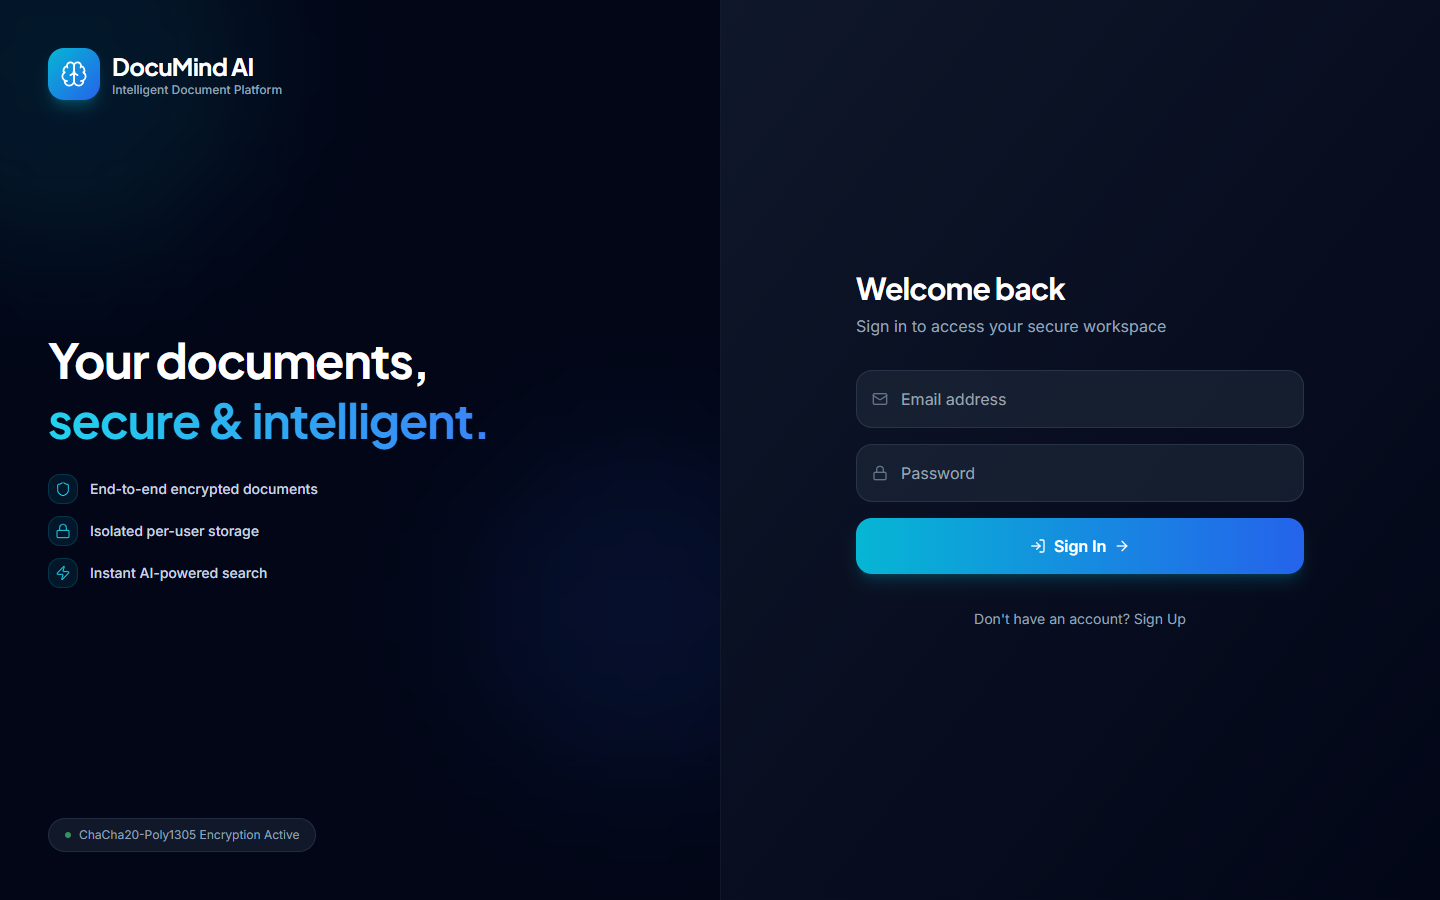 DocuMind AI
Intelligent Document Platform
Your documents,
secure & intelligent.
End-to-end encrypted documents
Isolated per-user storage
Instant AI-powered search
ChaCha20-Poly1305 Encryption Active
Welcome back
Sign in to access your secure workspace
Email address
Password
Sign In
Don't have an account? Sign Up